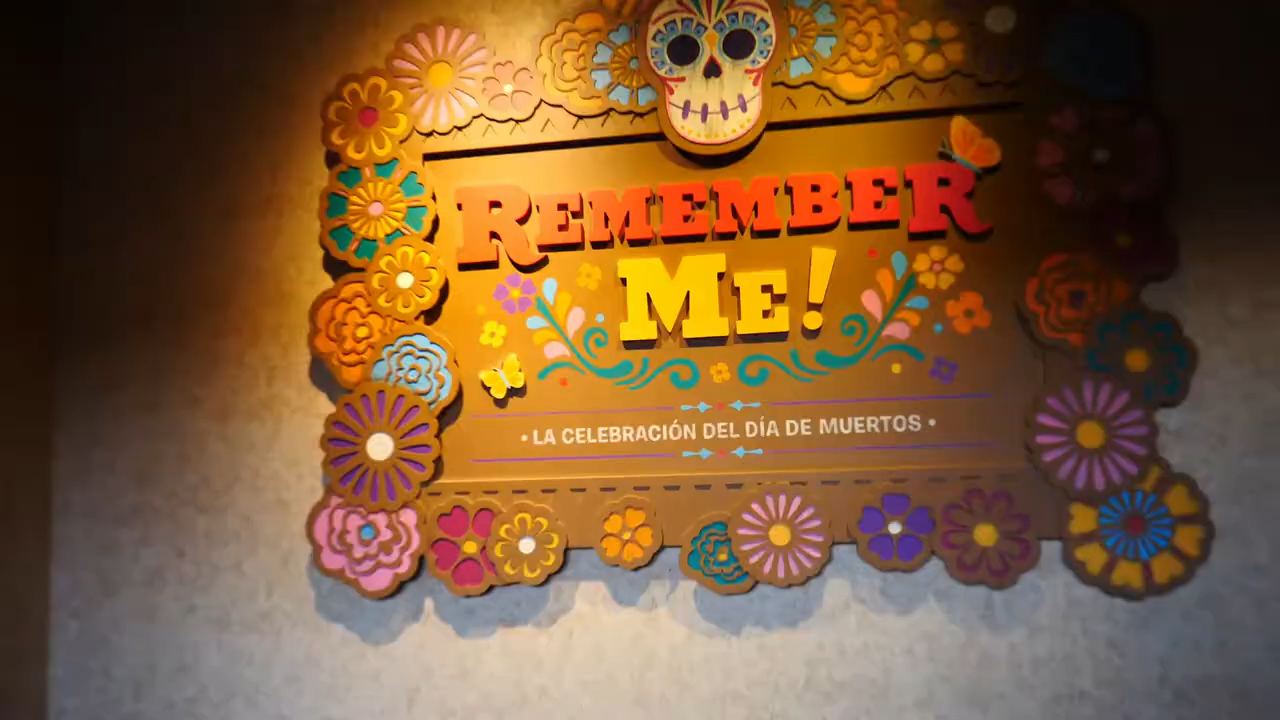 REMEMBER
ME!
• LA CELEBRACIÓN DEL DÍA DE MUERTOS •